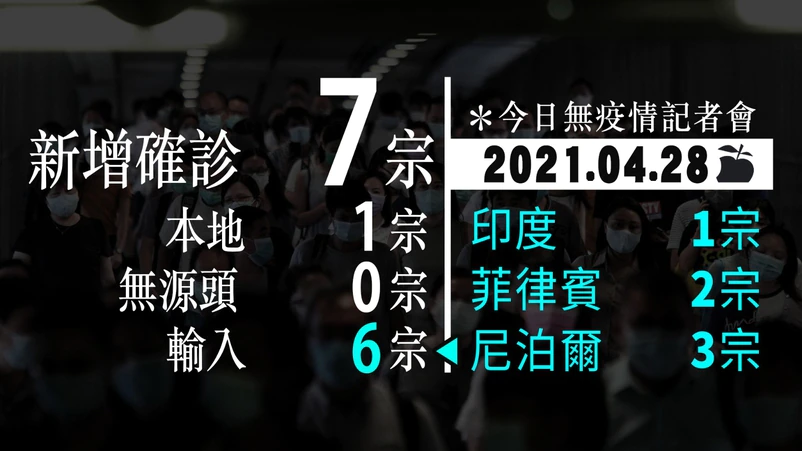 新增確診 7宗
本地 1宗
無源頭 0宗
輸入 6宗
＊今日無疫情記者會
2021.04.28
印度 1宗
菲律賓 2宗
尼泊爾 3宗